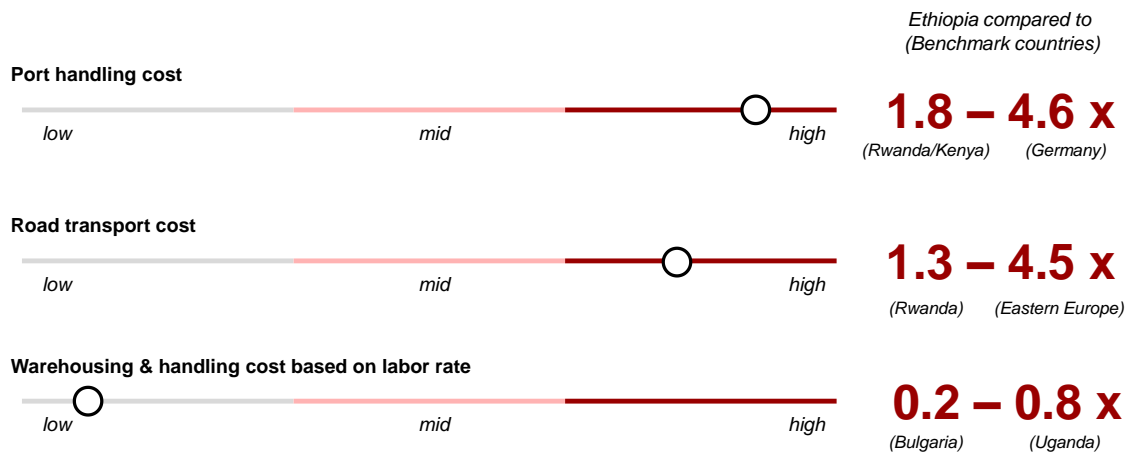 Ethiopia compared to
(Benchmark countries)
Port handling cost
low mid high
1.8 – 4.6 x
(Rwanda/Kenya) (Germany)
Road transport cost
low mid high
1.3 – 4.5 x
(Rwanda) (Eastern Europe)
Warehousing & handling cost based on labor rate
low mid high
0.2 – 0.8 x
(Bulgaria) (Uganda)